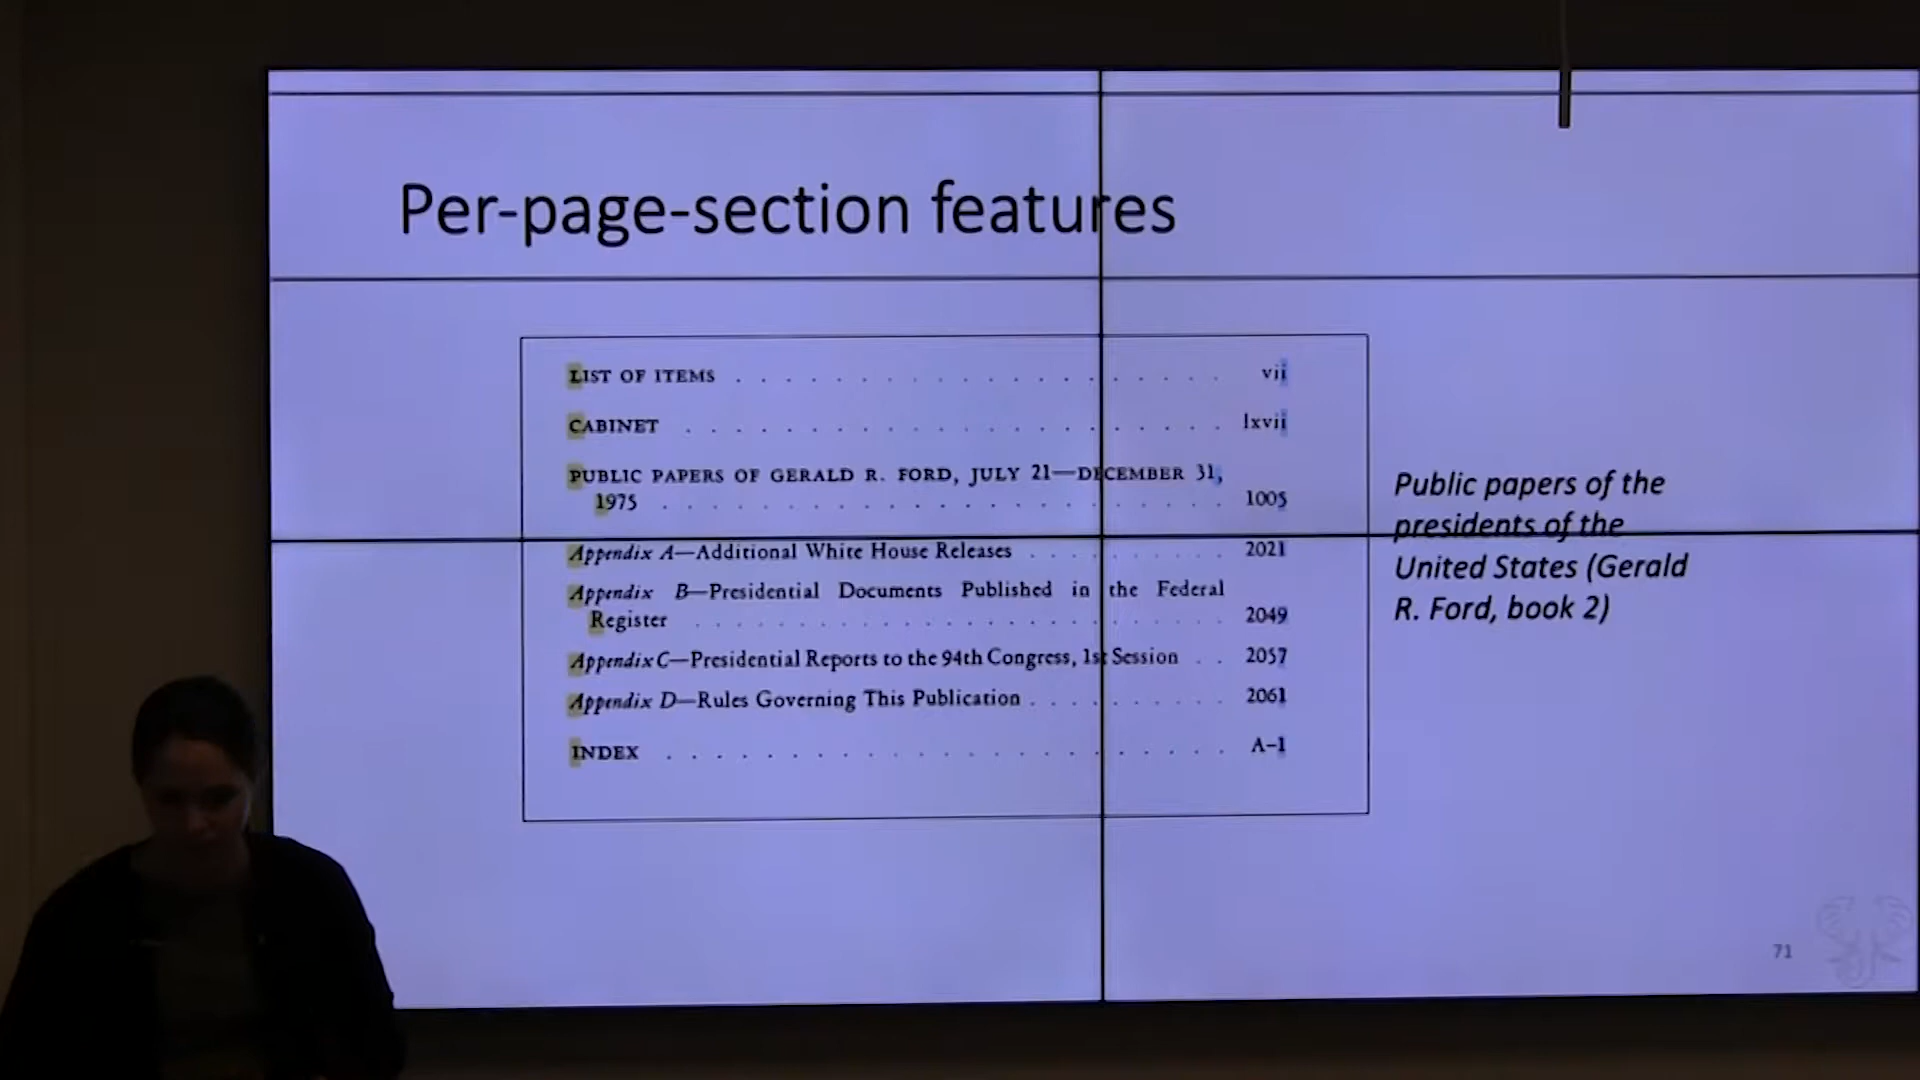 Per-page-section features
LIST OF ITEMS . . . . . . . . . . . . . . . . . . . . vii
CABINET . . . . . . . . . . . . . . . . . . . . . . lxvii
PUBLIC PAPERS OF GERALD R. FORD, JULY 21—DECEMBER 31,
1975 . . . . . . . . . . . . . . . . . . . . . . . 1005
Appendix A—Additional White House Releases . . . . . . . . 2021
Appendix B—Presidential Documents Published in the Federal
Register . . . . . . . . . . . . . . . . . . . . . . 2049
Appendix C—Presidential Reports to the 94th Congress, 1st Session . . 2057
Appendix D—Rules Governing This Publication . . . . . . . . 2061
INDEX . . . . . . . . . . . . . . . . . . . . . . . A-1
Public papers of the
presidents of the
United States (Gerald
R. Ford, book 2)
71